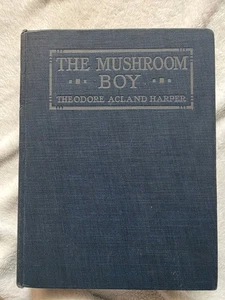 THE MUSHROOM
BOY
THEODORE ACLAND HARPER